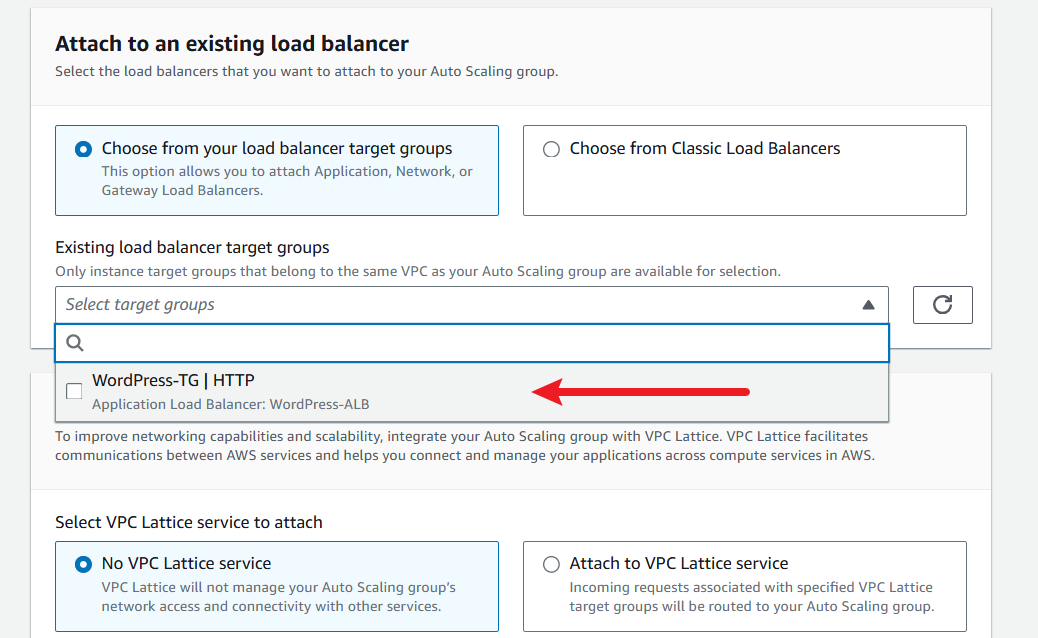 Attach to an existing load balancer
Select the load balancers that you want to attach to your Auto Scaling group.
Choose from your load balancer target groups
This option allows you to attach Application, Network, or
Gateway Load Balancers.
Choose from Classic Load Balancers
Existing load balancer target groups
Only instance target groups that belong to the same VPC as your Auto Scaling group are available for selection.
Select target groups
WordPress-TG | HTTP
Application Load Balancer: WordPress-ALB
To improve networking capabilities and scalability, integrate your Auto Scaling group with VPC Lattice. VPC Lattice facilitates
communications between AWS services and helps you connect and manage your applications across compute services in AWS.
Select VPC Lattice service to attach
No VPC Lattice service
VPC Lattice will not manage your Auto Scaling group's
network access and connectivity with other services.
Attach to VPC Lattice service
Incoming requests associated with specified VPC Lattice
target groups will be routed to your Auto Scaling group.